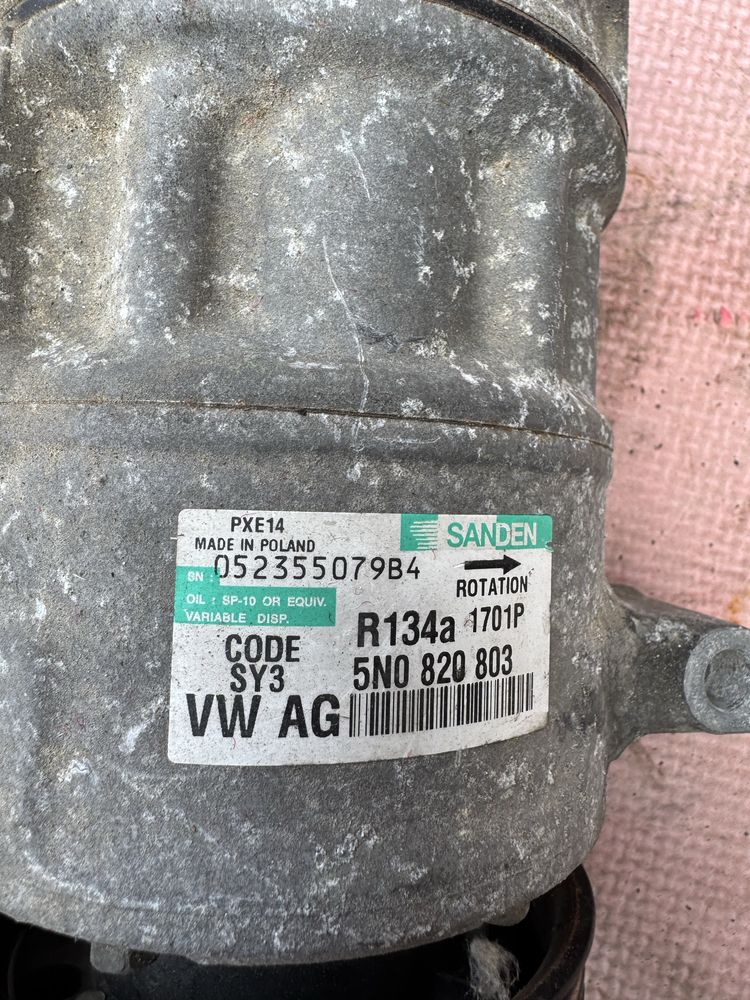 PXE14
SANDEN
MADE IN POLAND
SN : 052355079B4
ROTATION
OIL : SP-10 OR EQUIV.
VARIABLE DISP.
R134a 1701P
CODE
SY3
5N0 820 803
VW AG